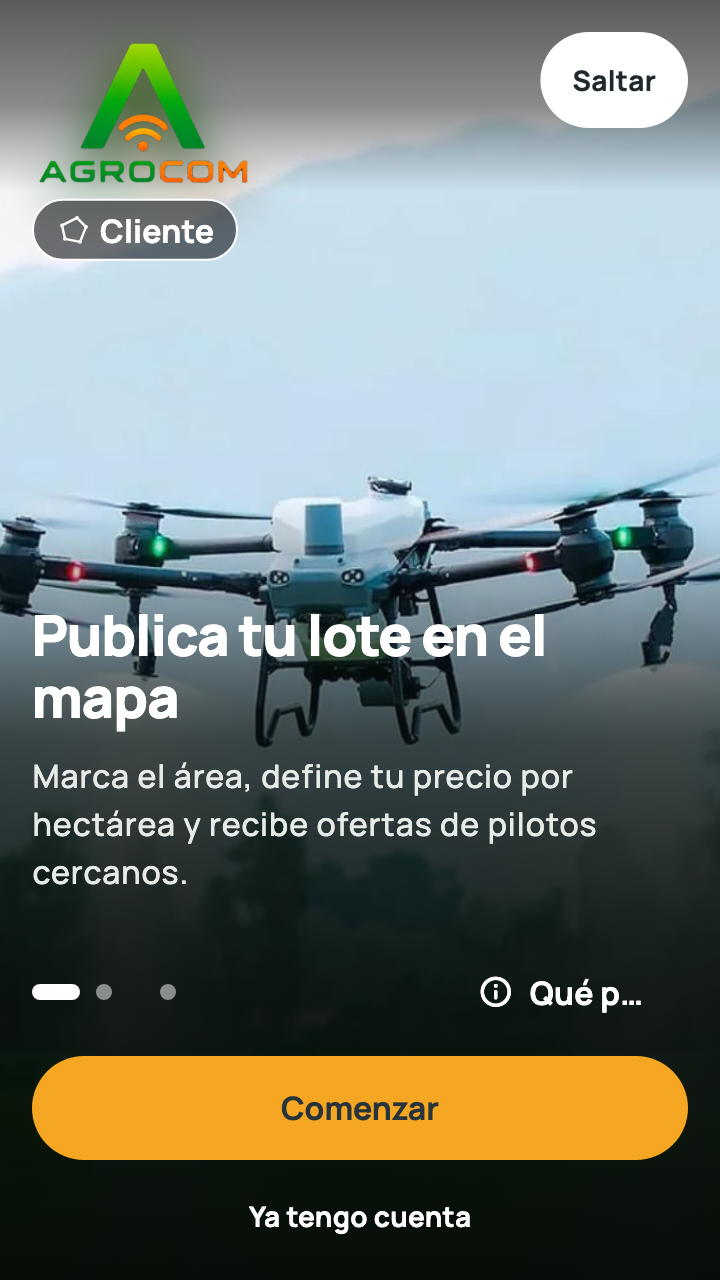 Saltar
AGROCOM
Cliente
Publica tu lote en el
mapa
Marca el área, define tu precio por
hectárea y recibe ofertas de pilotos
cercanos.
Qué p...
Comenzar
Ya tengo cuenta